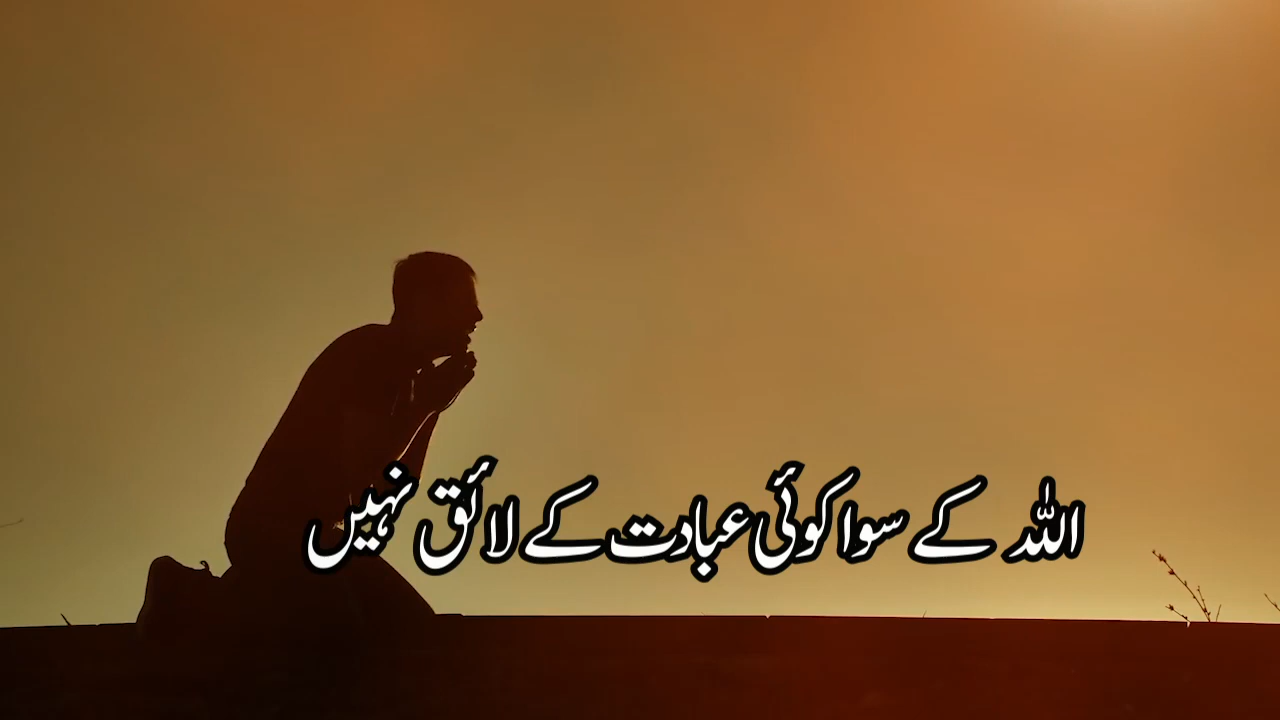 اللہ کے سوا کوئی عبادت کے لائق نہیں